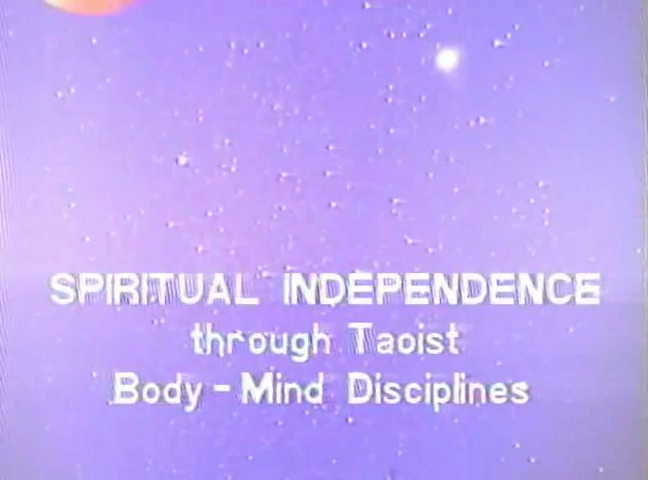 SPIRITUAL INDEPENDENCE
through Taoist
Body-Mind Disciplines